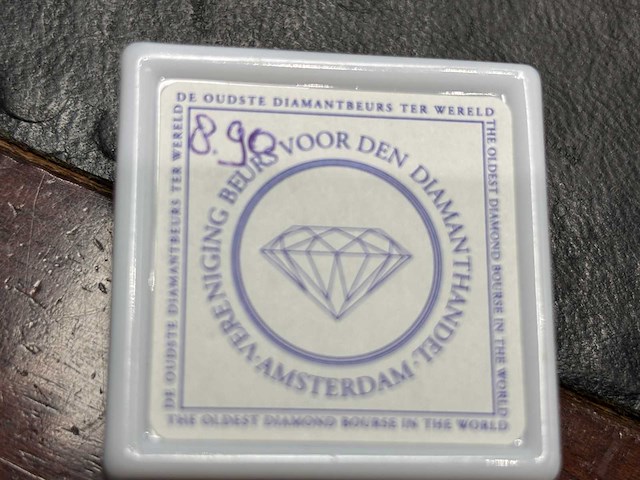 DE OUDSTE DIAMANTBEURS TER WERELD
8.90
VERENIGING BEURS VOOR DEN DIAMANTHANDEL · AMSTERDAM ·
DE OUDSTE DIAMANTBEURS TER WERELD
THE OLDEST DIAMOND BOURSE IN THE WORLD
THE OLDEST DIAMOND BOURSE IN THE WORLD